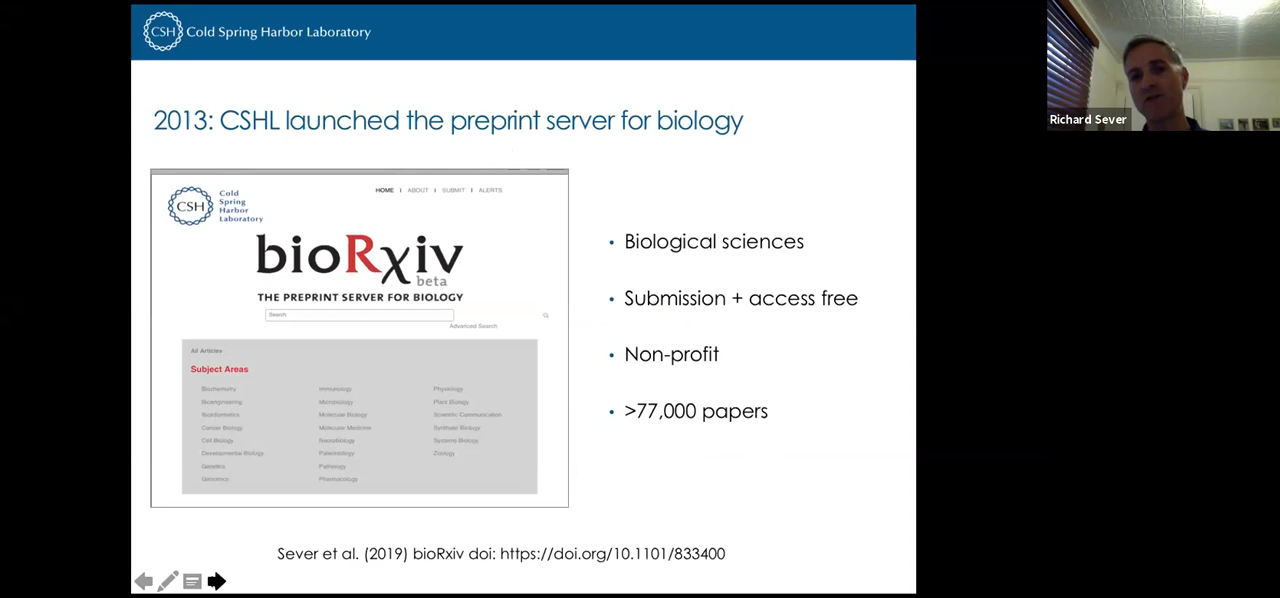 CSH Cold Spring Harbor Laboratory
Richard Sever
2013: CSHL launched the preprint server for biology
CSH
Cold
Spring
Harbor
Laboratory
HOME | ABOUT | SUBMIT | ALERTS
bioRχiv
beta
THE PREPRINT SERVER FOR BIOLOGY
Search
Advanced Search
All Articles
Subject Areas
Biochemistry
Bioengineering
Bioinformatics
Cancer Biology
Cell Biology
Developmental Biology
Genetics
Genomics
Immunology
Microbiology
Molecular Biology
Molecular Medicine
Neurobiology
Paleontology
Pathology
Pharmacology
Physiology
Plant Biology
Scientific Communication
Synthetic Biology
Systems Biology
Zoology
• Biological sciences
• Submission + access free
• Non-profit
• >77,000 papers
Sever et al. (2019) bioRxiv doi: https://doi.org/10.1101/833400